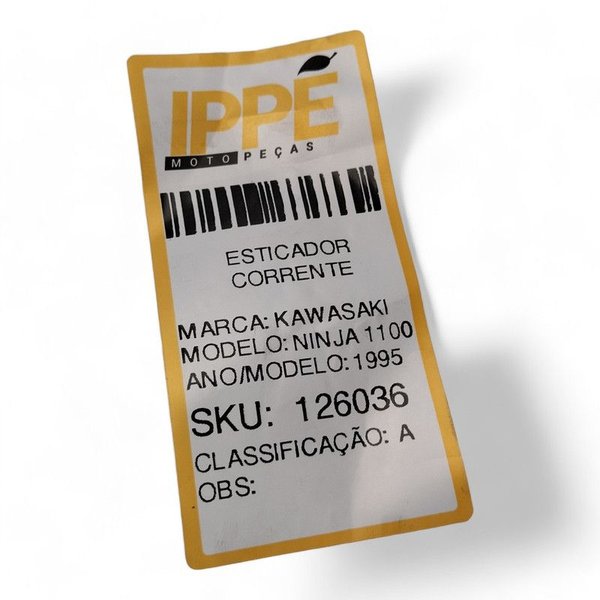 IPPÉ
MOTO PEÇAS
ESTICADOR
CORRENTE
MARCA: KAWASAKI
MODELO: NINJA 1100
ANO/MODELO: 1995
SKU: 126036
CLASSIFICAÇÃO: A
OBS: